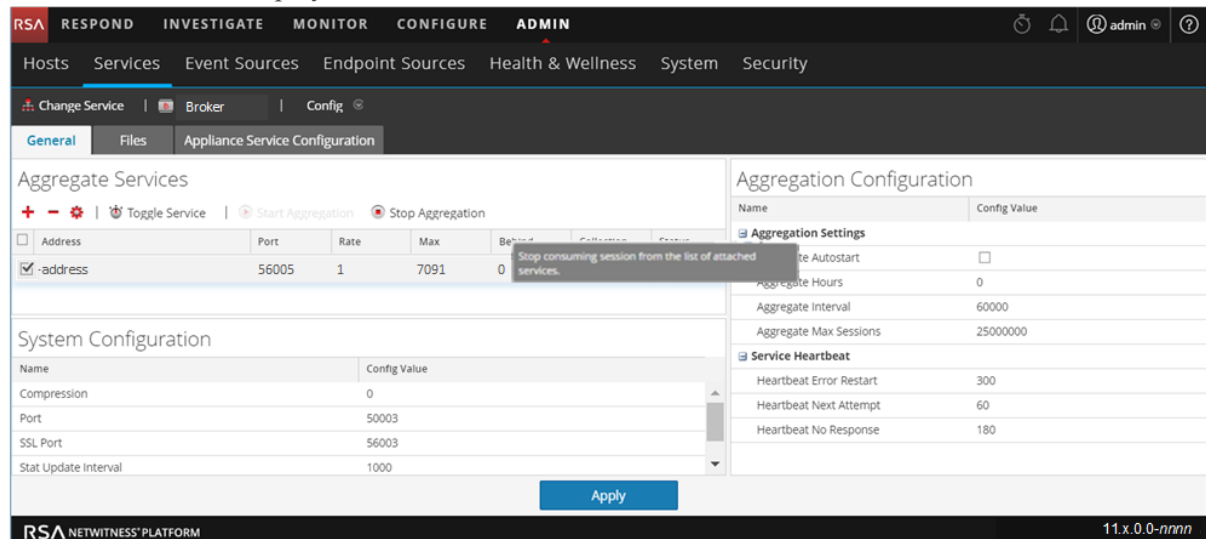 RSA RESPOND INVESTIGATE MONITOR CONFIGURE ADMIN admin ?
Hosts Services Event Sources Endpoint Sources Health & Wellness System Security
Change Service | Broker | Config
General Files Appliance Service Configuration
Aggregate Services
Toggle Service | Start Aggregation Stop Aggregation
Address Port Rate Max Behind Collection Status
-address 56005 1 7091 0
Stop consuming session from the list of attached
services.
System Configuration
Name Config Value
Compression 0
Port 50003
SSL Port 56003
Stat Update Interval 1000
Aggregation Configuration
Name Config Value
Aggregation Settings
te Autostart
Aggregate Hours 0
Aggregate Interval 60000
Aggregate Max Sessions 25000000
Service Heartbeat
Heartbeat Error Restart 300
Heartbeat Next Attempt 60
Heartbeat No Response 180
Apply
RSA NETWITNESS® PLATFORM 11.x.0.0-nnnn